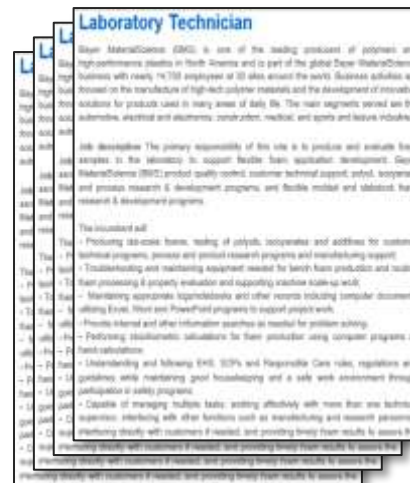 Laboratory Technician
Bayer MaterialScience (BMS) is one of the leading producers of polymers and
high-performance plastics in North America and is part of the global Bayer MaterialScience
business with nearly 14,700 employees at 30 sites around the world. Business activities are
focused on the manufacture of high-tech polymer materials and the development of innovative
solutions for products used in many areas of daily life. The main segments served are the
automotive, electrical and electronics, construction, medical, and sports and leisure industries.
Job description: The primary responsibility of this role is to produce and evaluate foam
samples in the laboratory to support flexible foam application development,
MaterialScience (BMS) product quality control, customer technical support, polyol, isocyanate
and process research & development programs, and flexible molded and slabstock foam
research & development programs.
The incumbent will:
- Producing lab-scale foams, testing of polyols, isocyanates and additives for customer
technical programs, process and product research programs and manufacturing support;
- Troubleshooting and maintaining equipment needed for bench foam production and routine
foam processing & property evaluation and supporting machine scale-up work;
- Maintaining appropriate logs/notebooks and other records including computer documents
utilizing Excel, Word and PowerPoint programs to support project work;
- Provide internal and other information searches as needed for problem solving;
- Performing stoichiometric calculations for foam production using computer programs &
hand calculations;
- Understanding and following EHS, SOPs and Responsible Care rules, regulations and
guidelines while maintaining good housekeeping and a safe work environment through
participation in safety programs;
- Capable of managing multiple tasks, working effectively with more than one technical
supervisor, interfacing with other functions such as manufacturing and research personnel,
interfacing directly with customers if needed, and providing timely foam results to assure the